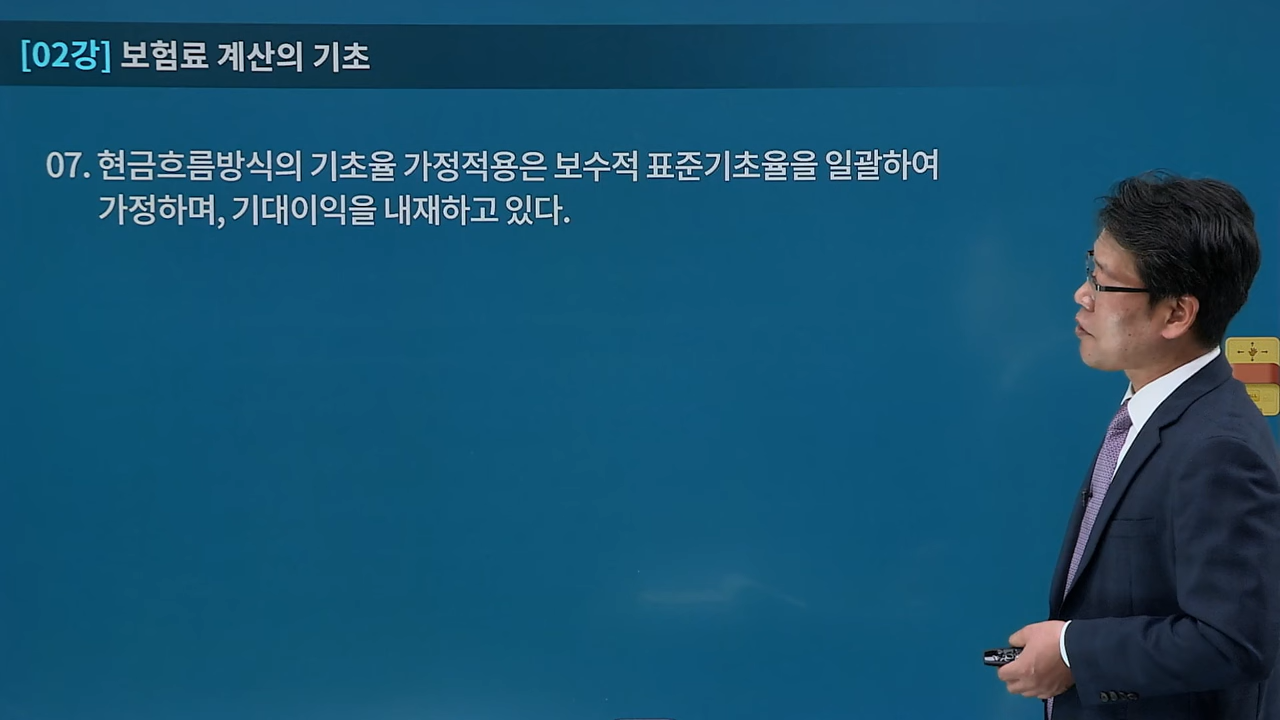 [02강] 보험료 계산의 기초
07. 현금흐름방식의 기초율 가정적용은 보수적 표준기초율을 일괄하여
가정하며, 기대이익을 내재하고 있다.